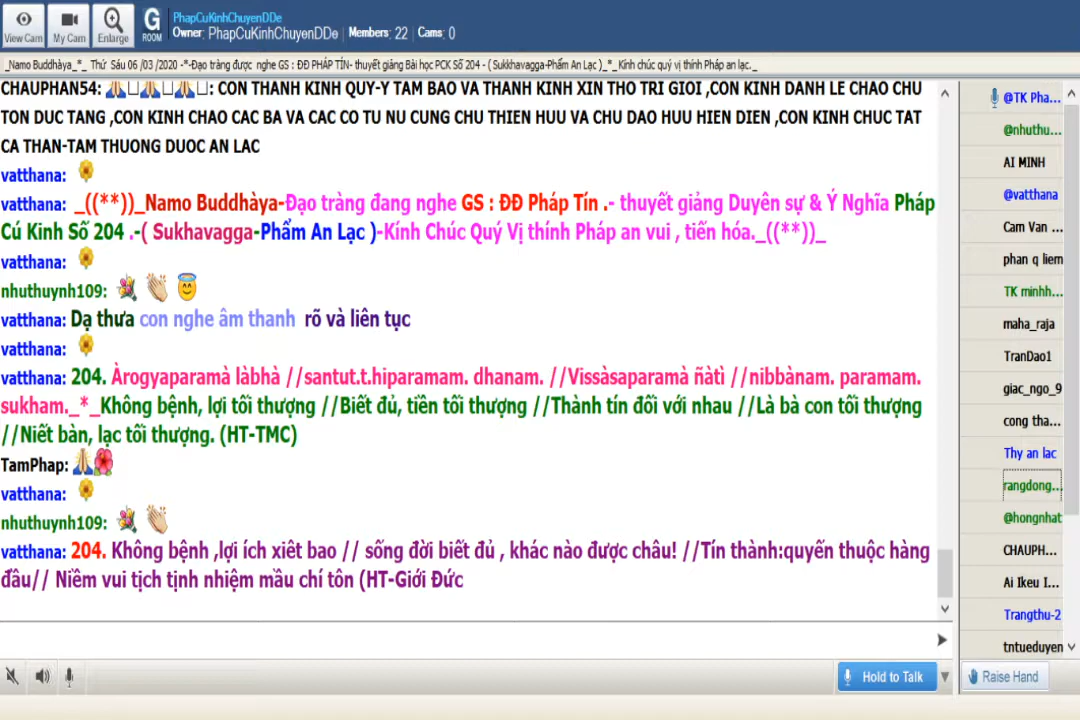 PhapCuKinhChuyenDDe
Owner: PhapCuKinhChuyenDDe | Members: 22 | Cams: 0
View Cam
My Cam
Enlarge
G
ROOM
_Namo Buddhàya_*_ Thứ Sáu 06 /03 /2020 -*-Đạo tràng được nghe GS : ĐĐ PHÁP TÍN- thuyết giảng Bài học PCK Số 204 - ( Sukkhavagga-Phẩm An Lạc )_*_Kính chúc quý vị thính Pháp an lạc._
CHAUPHAN54: 🙏□🙏□🙏□: CON THANH KINH QUY-Y TAM BAO VA THANH KINH XIN THO TRI GIOI ,CON KINH DANH LE CHAO CHU
TON DUC TANG ,CON KINH CHAO CAC BA VA CAC CO TU NU CUNG CHU THIEN HUU VA CHU DAO HUU HIEN DIEN ,CON KINH CHUC TAT
CA THAN-TAM THUONG DUOC AN LAC
vatthana:
vatthana: _((**))_Namo Buddhàya-Đạo tràng đang nghe GS : ĐĐ Pháp Tín .- thuyết giảng Duyên sự & Ý Nghĩa Pháp
Cú Kinh Số 204 .-( Sukhavagga-Phẩm An Lạc )-Kính Chúc Quý Vị thính Pháp an vui , tiến hóa._((**))_
vatthana:
nhuthuynh109:
vatthana: Dạ thưa con nghe âm thanh rõ và liên tục
vatthana:
vatthana: 204. Àrogyaparamà làbhà //santut.t.hiparamam. dhanam. //Vissàsaparamà ñàtì //nibbànam. paramam.
sukham._*_Không bệnh, lợi tối thượng //Biết đủ, tiền tối thượng //Thành tín đối với nhau //Là bà con tối thượng
//Niết bàn, lạc tối thượng. (HT-TMC)
TamPhap:
vatthana:
nhuthuynh109:
vatthana: 204. Không bệnh ,lợi ích xiêt bao // sống đời biết đủ , khác nào được châu! //Tín thành:quyến thuộc hàng
đầu// Niềm vui tịch tịnh nhiệm mầu chí tôn (HT-Giới Đức
@TK Pha...
@nhuthu...
AI MINH
@vatthana
Cam Van ...
phan q liem
TK minhh...
maha_raja
TranDao1
giac_ngo_9
cong tha...
Thy an lac
rangdong...
@hongnhat
CHAUPH...
Ai Ikeu I...
Trangthu-2
tntueduyen
Hold to Talk
Raise Hand